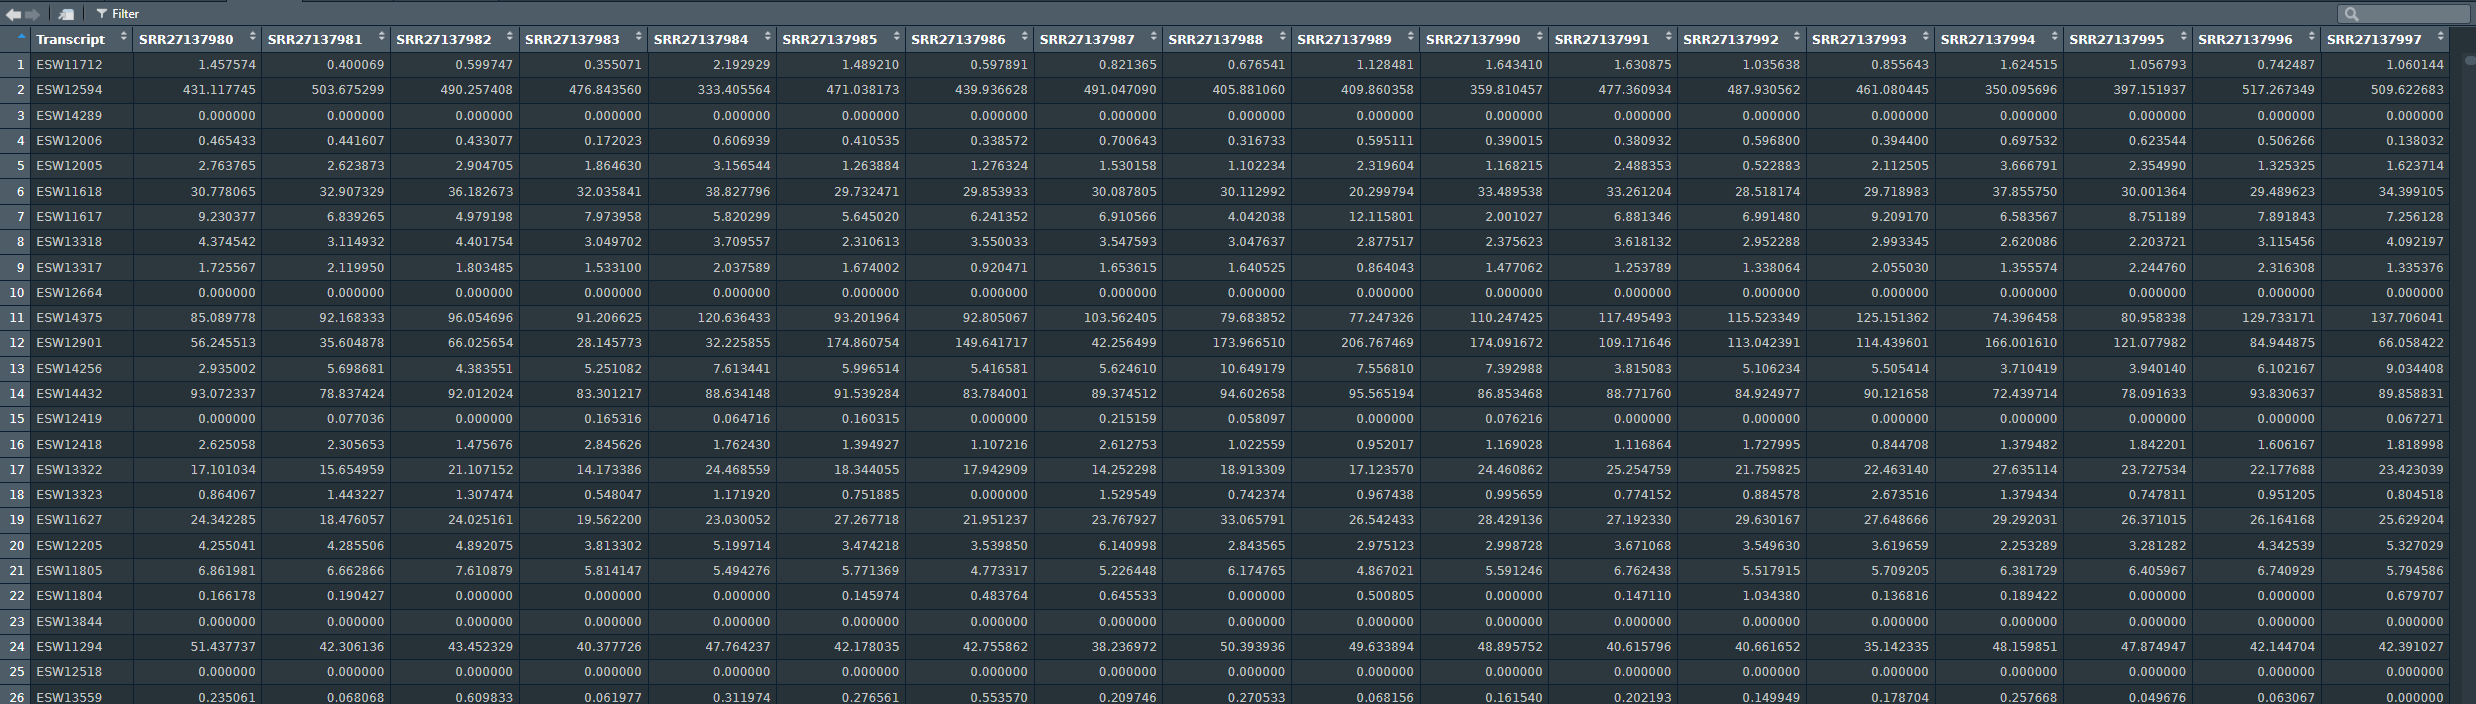 Filter
Transcript SRR27137980 SRR27137981 SRR27137982 SRR27137983 SRR27137984 SRR27137985 SRR27137986 SRR27137987 SRR27137988 SRR27137989 SRR27137990 SRR27137991 SRR27137992 SRR27137993 SRR27137994 SRR27137995 SRR27137996 SRR27137997
1 ESW11712 1.457574 0.400069 0.599747 0.355071 2.192929 1.489210 0.597891 0.821365 0.676541 1.128481 1.643410 1.630875 1.035638 0.855643 1.624515 1.056793 0.742487 1.060144
2 ESW12594 431.117745 503.675299 490.257408 476.843560 333.405564 471.038173 439.936628 491.047090 405.881060 409.860358 359.810457 477.360934 487.930562 461.080445 350.095696 397.151937 517.267349 509.622683
3 ESW14289 0.000000 0.000000 0.000000 0.000000 0.000000 0.000000 0.000000 0.000000 0.000000 0.000000 0.000000 0.000000 0.000000 0.000000 0.000000 0.000000 0.000000 0.000000
4 ESW12006 0.465433 0.441607 0.433077 0.172023 0.606939 0.410535 0.338572 0.700643 0.316733 0.595111 0.390015 0.380932 0.596800 0.394400 0.697532 0.623544 0.506266 0.138032
5 ESW12005 2.763765 2.623873 2.904705 1.864630 3.156544 1.263884 1.276324 1.530158 1.102234 2.319604 1.168215 2.488353 0.522883 2.112505 3.666791 2.354990 1.325325 1.623714
6 ESW11618 30.778065 32.907329 36.182673 32.035841 38.827796 29.732471 29.853933 30.087805 30.112992 20.299794 33.489538 33.261204 28.518174 29.718983 37.855750 30.001364 29.489623 34.399105
7 ESW11617 9.230377 6.839265 4.979198 7.973958 5.820299 5.645020 6.241352 6.910566 4.042038 12.115801 2.001027 6.881346 6.991480 9.209170 6.583567 8.751189 7.891843 7.256128
8 ESW13318 4.374542 3.114932 4.401754 3.049702 3.709557 2.310613 3.550033 3.547593 3.047637 2.877517 2.375623 3.618132 2.952288 2.993345 2.620086 2.203721 3.115456 4.092197
9 ESW13317 1.725567 2.119950 1.803485 1.533100 2.037589 1.674002 0.920471 1.653615 1.640525 0.864043 1.477062 1.253789 1.338064 2.055030 1.355574 2.244760 2.316308 1.335376
10 ESW12664 0.000000 0.000000 0.000000 0.000000 0.000000 0.000000 0.000000 0.000000 0.000000 0.000000 0.000000 0.000000 0.000000 0.000000 0.000000 0.000000 0.000000 0.000000
11 ESW14375 85.089778 92.168333 96.054696 91.206625 120.636433 93.201964 92.805067 103.562405 79.683852 77.247326 110.247425 117.495493 115.523349 125.151362 74.396458 80.958338 129.733171 137.706041
12 ESW12901 56.245513 35.604878 66.025654 28.145773 32.225855 174.860754 149.641717 42.256499 173.966510 206.767469 174.091672 109.171646 113.042391 114.439601 166.001610 121.077982 84.944875 66.058422
13 ESW14256 2.935002 5.698681 4.383551 5.251082 7.613441 5.996514 5.416581 5.624610 10.649179 7.556810 7.392988 3.815083 5.106234 5.505414 3.710419 3.940140 6.102167 9.034408
14 ESW14432 93.072337 78.837424 92.012024 83.301217 88.634148 91.539284 83.784001 89.374512 94.602658 95.565194 86.853468 88.771760 84.924977 90.121658 72.439714 78.091633 93.830637 89.858831
15 ESW12419 0.000000 0.077036 0.000000 0.165316 0.064716 0.160315 0.000000 0.215159 0.058097 0.000000 0.076216 0.000000 0.000000 0.000000 0.000000 0.000000 0.000000 0.067271
16 ESW12418 2.625058 2.305653 1.475676 2.845626 1.762430 1.394927 1.107216 2.612753 1.022559 0.952017 1.169028 1.116864 1.727995 0.844708 1.379482 1.842201 1.606167 1.818998
17 ESW13322 17.101034 15.654959 21.107152 14.173386 24.468559 18.344055 17.942909 14.252298 18.913309 17.123570 24.460862 25.254759 21.759825 22.463140 27.635114 23.727534 22.177688 23.423039
18 ESW13323 0.864067 1.443227 1.307474 0.548047 1.171920 0.751885 0.000000 1.529549 0.742374 0.967438 0.995659 0.774152 0.884578 2.673516 1.379434 0.747811 0.951205 0.804518
19 ESW11627 24.342285 18.476057 24.025161 19.562200 23.030052 27.267718 21.951237 23.767927 33.065791 26.542433 28.429136 27.192330 29.630167 27.648666 29.292031 26.371015 26.164168 25.629204
20 ESW12205 4.255041 4.285506 4.892075 3.813302 5.199714 3.474218 3.539850 6.140998 2.843565 2.975123 2.998728 3.671068 3.549630 3.619659 2.253289 3.281282 4.342539 5.327029
21 ESW11805 6.861981 6.662866 7.610879 5.814147 5.494276 5.771369 4.773317 5.226448 6.174765 4.867021 5.591246 6.762438 5.517915 5.709205 6.381729 6.405967 6.740929 5.794586
22 ESW11804 0.166178 0.190427 0.000000 0.000000 0.000000 0.145974 0.483764 0.645533 0.000000 0.500805 0.000000 0.147110 1.034380 0.136816 0.189422 0.000000 0.000000 0.679707
23 ESW13844 0.000000 0.000000 0.000000 0.000000 0.000000 0.000000 0.000000 0.000000 0.000000 0.000000 0.000000 0.000000 0.000000 0.000000 0.000000 0.000000 0.000000 0.000000
24 ESW11294 51.437737 42.306136 43.452329 40.377726 47.764237 42.178035 42.755862 38.236972 50.393936 49.633894 48.895752 40.615796 40.661652 35.142335 48.159851 47.874947 42.144704 42.391027
25 ESW12518 0.000000 0.000000 0.000000 0.000000 0.000000 0.000000 0.000000 0.000000 0.000000 0.000000 0.000000 0.000000 0.000000 0.000000 0.000000 0.000000 0.000000 0.000000
26 ESW13559 0.235061 0.068068 0.609833 0.061977 0.311974 0.276561 0.553570 0.209746 0.270533 0.068156 0.161540 0.202193 0.149949 0.178704 0.257668 0.049676 0.063067 0.000000